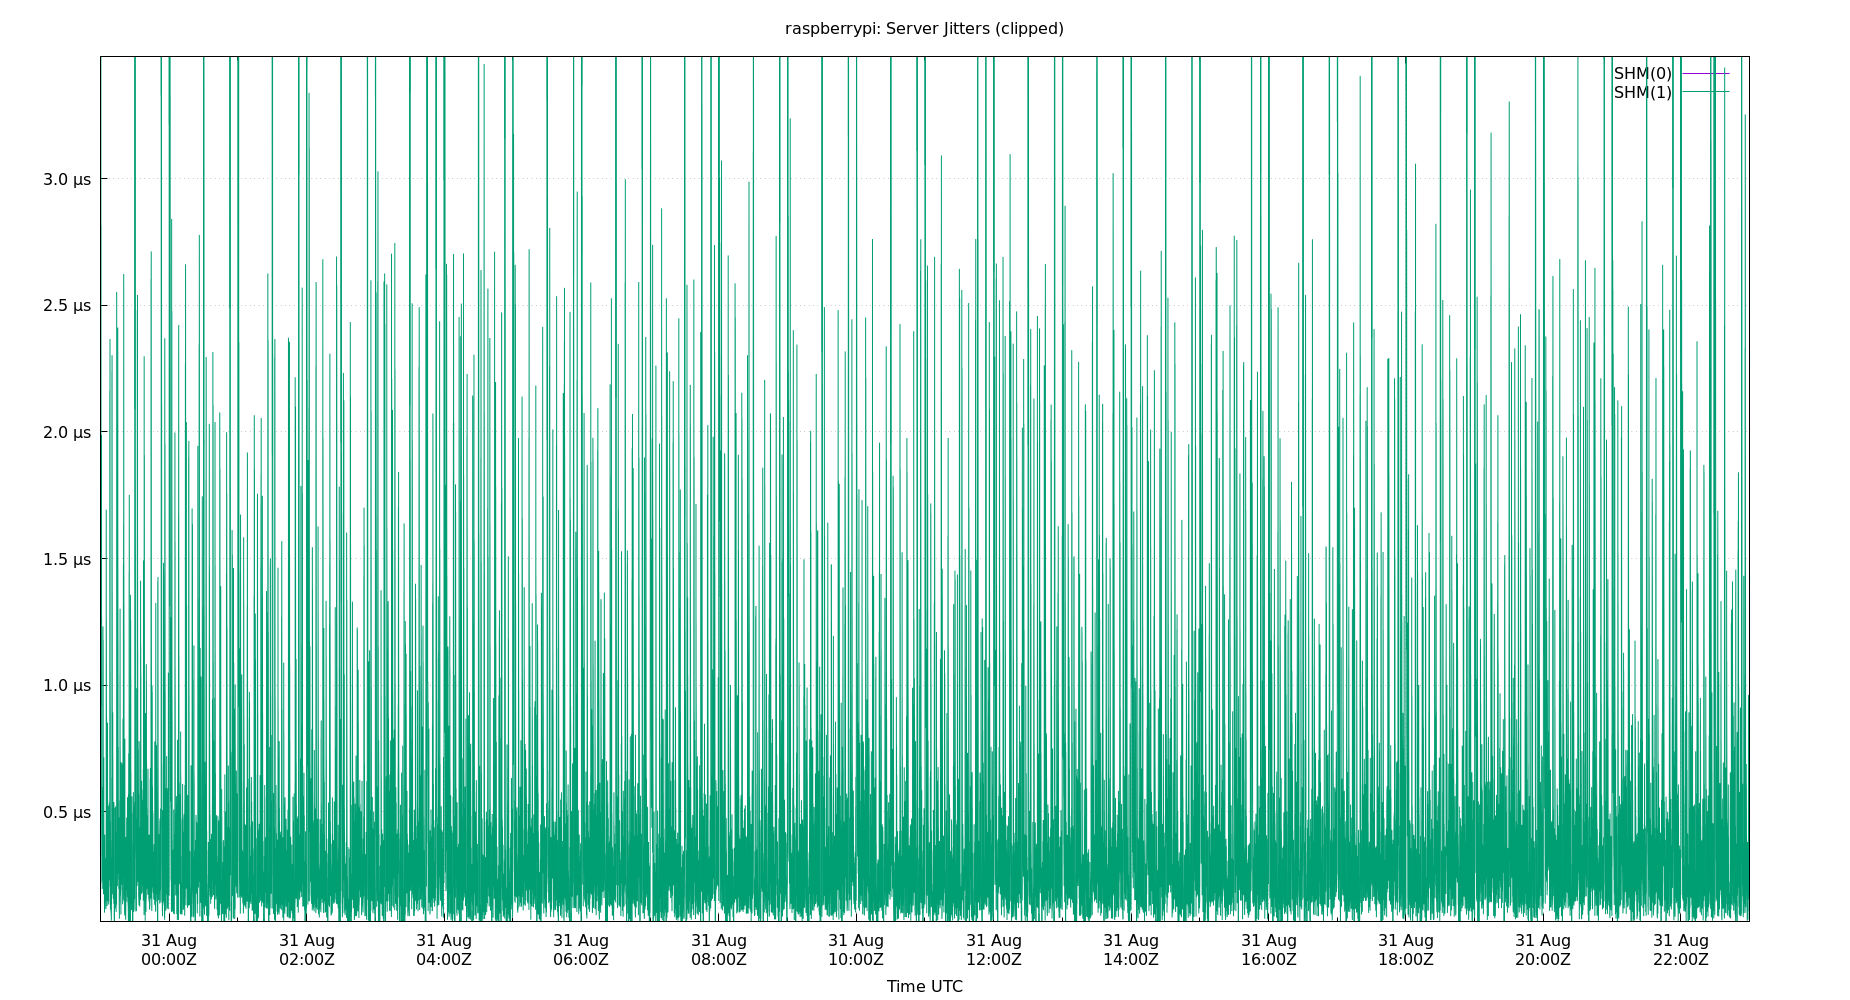 raspberrypi: Server Jitters (clipped)
SHM(0)
SHM(1)
3.0 µs
2.5 µs
2.0 µs
1.5 µs
1.0 µs
0.5 µs
31 Aug 31 Aug 31 Aug 31 Aug 31 Aug 31 Aug 31 Aug 31 Aug 31 Aug 31 Aug 31 Aug 31 Aug
00:00Z 02:00Z 04:00Z 06:00Z 08:00Z 10:00Z 12:00Z 14:00Z 16:00Z 18:00Z 20:00Z 22:00Z
Time UTC